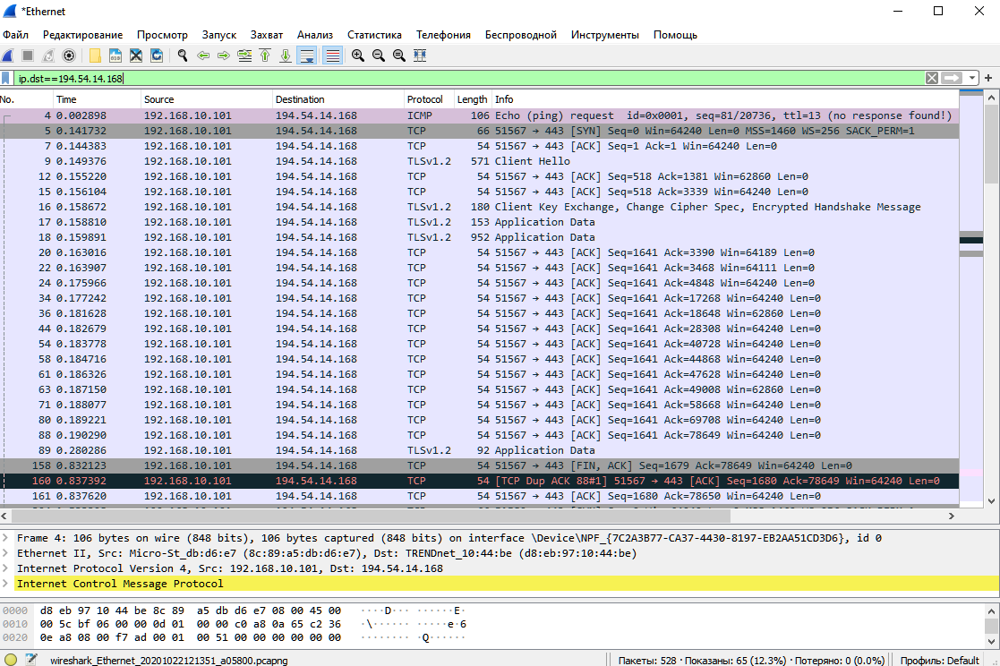 *Ethernet
Файл Редактирование Просмотр Запуск Захват Анализ Статистика Телефония Беспроводной Инструменты Помощь
ip.dst==194.54.14.168
No. Time Source Destination Protocol Length Info
4 0.002898 192.168.10.101 194.54.14.168 ICMP 106 Echo (ping) request id=0x0001, seq=81/20736, ttl=13 (no response found!)
5 0.141732 192.168.10.101 194.54.14.168 TCP 66 51567 → 443 [SYN] Seq=0 Win=64240 Len=0 MSS=1460 WS=256 SACK_PERM=1
7 0.144383 192.168.10.101 194.54.14.168 TCP 54 51567 → 443 [ACK] Seq=1 Ack=1 Win=64240 Len=0
9 0.149376 192.168.10.101 194.54.14.168 TLSv1.2 571 Client Hello
12 0.155220 192.168.10.101 194.54.14.168 TCP 54 51567 → 443 [ACK] Seq=518 Ack=1381 Win=62860 Len=0
15 0.156104 192.168.10.101 194.54.14.168 TCP 54 51567 → 443 [ACK] Seq=518 Ack=3339 Win=64240 Len=0
16 0.158672 192.168.10.101 194.54.14.168 TLSv1.2 180 Client Key Exchange, Change Cipher Spec, Encrypted Handshake Message
17 0.158810 192.168.10.101 194.54.14.168 TLSv1.2 153 Application Data
18 0.159891 192.168.10.101 194.54.14.168 TLSv1.2 952 Application Data
20 0.163016 192.168.10.101 194.54.14.168 TCP 54 51567 → 443 [ACK] Seq=1641 Ack=3390 Win=64189 Len=0
22 0.163907 192.168.10.101 194.54.14.168 TCP 54 51567 → 443 [ACK] Seq=1641 Ack=3468 Win=64111 Len=0
24 0.175966 192.168.10.101 194.54.14.168 TCP 54 51567 → 443 [ACK] Seq=1641 Ack=4848 Win=64240 Len=0
34 0.177242 192.168.10.101 194.54.14.168 TCP 54 51567 → 443 [ACK] Seq=1641 Ack=17268 Win=64240 Len=0
36 0.181628 192.168.10.101 194.54.14.168 TCP 54 51567 → 443 [ACK] Seq=1641 Ack=18648 Win=62860 Len=0
44 0.182679 192.168.10.101 194.54.14.168 TCP 54 51567 → 443 [ACK] Seq=1641 Ack=28308 Win=64240 Len=0
54 0.183778 192.168.10.101 194.54.14.168 TCP 54 51567 → 443 [ACK] Seq=1641 Ack=40728 Win=64240 Len=0
58 0.184716 192.168.10.101 194.54.14.168 TCP 54 51567 → 443 [ACK] Seq=1641 Ack=44868 Win=64240 Len=0
61 0.186326 192.168.10.101 194.54.14.168 TCP 54 51567 → 443 [ACK] Seq=1641 Ack=47628 Win=64240 Len=0
63 0.187150 192.168.10.101 194.54.14.168 TCP 54 51567 → 443 [ACK] Seq=1641 Ack=49008 Win=62860 Len=0
71 0.188077 192.168.10.101 194.54.14.168 TCP 54 51567 → 443 [ACK] Seq=1641 Ack=58668 Win=64240 Len=0
80 0.189221 192.168.10.101 194.54.14.168 TCP 54 51567 → 443 [ACK] Seq=1641 Ack=69708 Win=64240 Len=0
88 0.190290 192.168.10.101 194.54.14.168 TCP 54 51567 → 443 [ACK] Seq=1641 Ack=78649 Win=64240 Len=0
89 0.280286 192.168.10.101 194.54.14.168 TLSv1.2 92 Application Data
158 0.832123 192.168.10.101 194.54.14.168 TCP 54 51567 → 443 [FIN, ACK] Seq=1679 Ack=78649 Win=64240 Len=0
160 0.837392 192.168.10.101 194.54.14.168 TCP 54 [TCP Dup ACK 88#1] 51567 → 443 [ACK] Seq=1680 Ack=78649 Win=64240 Len=0
161 0.837620 192.168.10.101 194.54.14.168 TCP 54 51567 → 443 [ACK] Seq=1680 Ack=78650 Win=64240 Len=0
Frame 4: 106 bytes on wire (848 bits), 106 bytes captured (848 bits) on interface \Device\NPF_{7C2A3B77-CA37-4430-8197-EB2AA51CD3D6}, id 0
Ethernet II, Src: Micro-St_db:d6:e7 (8c:89:a5:db:d6:e7), Dst: TRENDnet_10:44:be (d8:eb:97:10:44:be)
Internet Protocol Version 4, Src: 192.168.10.101, Dst: 194.54.14.168
Internet Control Message Protocol
0000 d8 eb 97 10 44 be 8c 89 a5 db d6 e7 08 00 45 00 ····D··· ······E·
0010 00 5c bf 06 00 00 0d 01 00 00 c0 a8 0a 65 c2 36 ·\······ ·····e·6
0020 0e a8 08 00 f7 ad 00 01 00 51 00 00 00 00 00 00 ········ ·Q······
wireshark_Ethernet_20201022121351_a05800.pcapng Пакеты: 528 · Показаны: 65 (12.3%) · Потеряно: 0 (0.0%) Профиль: Default